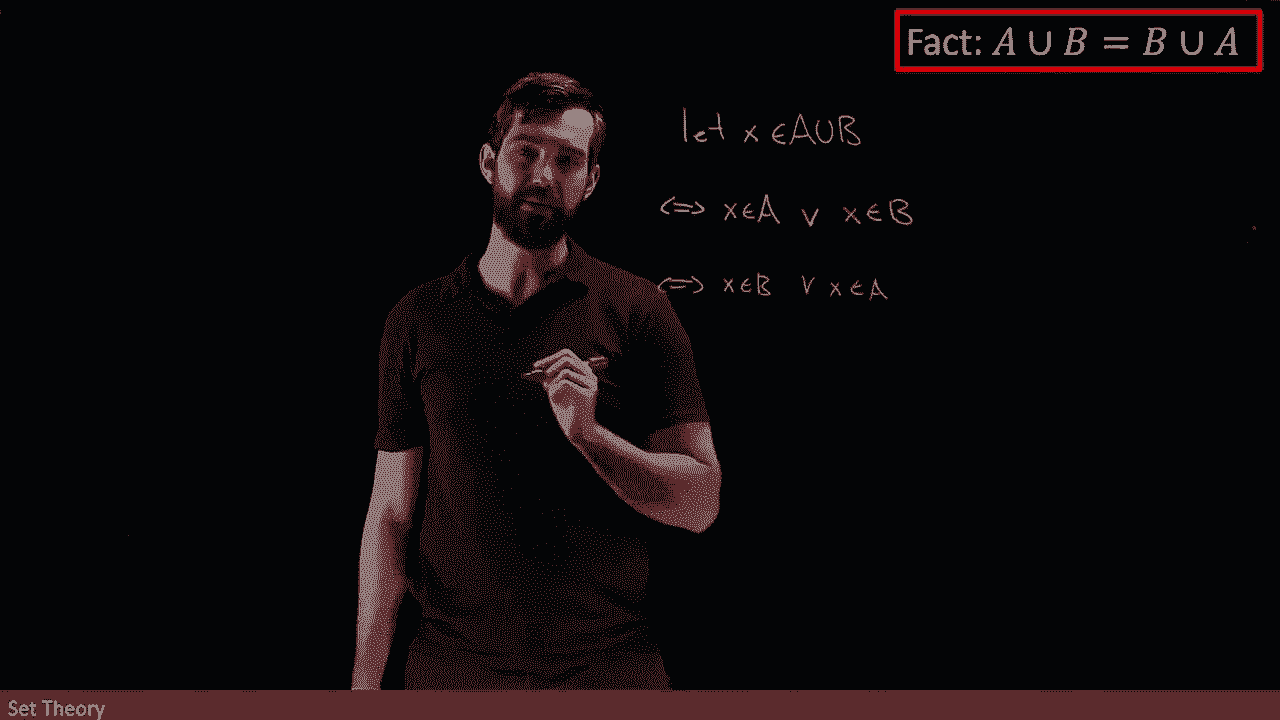 Fact: A ∪ B = B ∪ A
let x ∈ A∪B
⟺ x∈A ∨ x∈B
⟺ x∈B ∨ x∈A
Set Theory